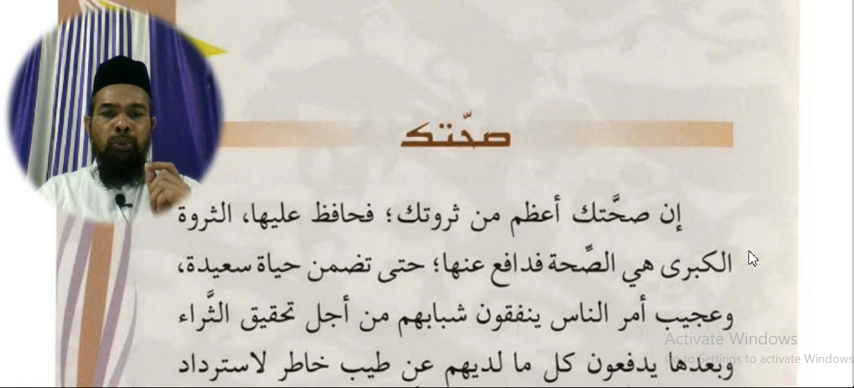 صحّتك
إن صحَّتك أعظم من ثروتك؛ فحافظ عليها، الثروة
الكبرى هي الصِّحة فدافع عنها؛ حتى تضمن حياة سعيدة،
وعجيب أمر الناس ينفقون شبابهم من أجل تحقيق الثَّراء
وبعدها يدفعون كل ما لديهم عن طيب خاطر لاسترداد
Activate Windows
Go to Settings to activate Windows